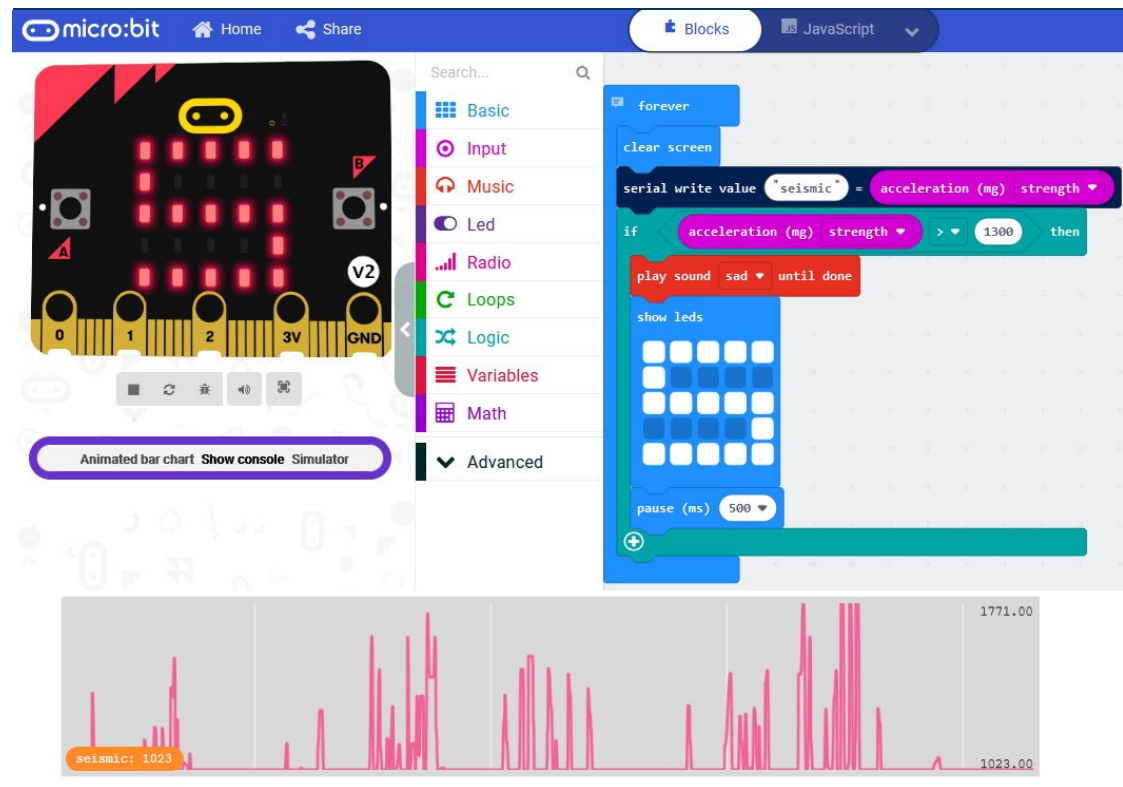 micro:bit Home Share Blocks JS JavaScript
Search...
Basic
Input
Music
Led
Radio
Loops
Logic
Variables
Math
Advanced
B
A
V2
0 1 2 3V GND
Animated bar chart Show console Simulator
forever
clear screen
serial write value "seismic" = acceleration (mg) strength
if acceleration (mg) strength > 1300 then
play sound sad until done
show leds
pause (ms) 500
1771.00
seismic: 1023
1023.00